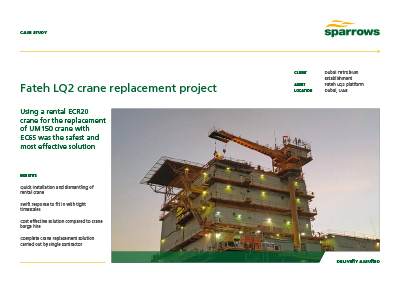 CASE STUDY
sparrows
Fateh LQ2 crane replacement project
CLIENT
Dubai Petroleum
Establishment
ASSET
Fateh LQ2 platform
LOCATION
Dubai, UAE
Using a rental ECR20
crane for the replacement
of UM150 crane with
EC65 was the safest and
most effective solution
BENEFITS
Quick installation and dismantling of
rental crane
Swift response to fit in with tight
timescales
Cost effective solution compared to crane
barge hire
Complete crane replacement solution
carried out by single contractor
DELIVERY ASSURED